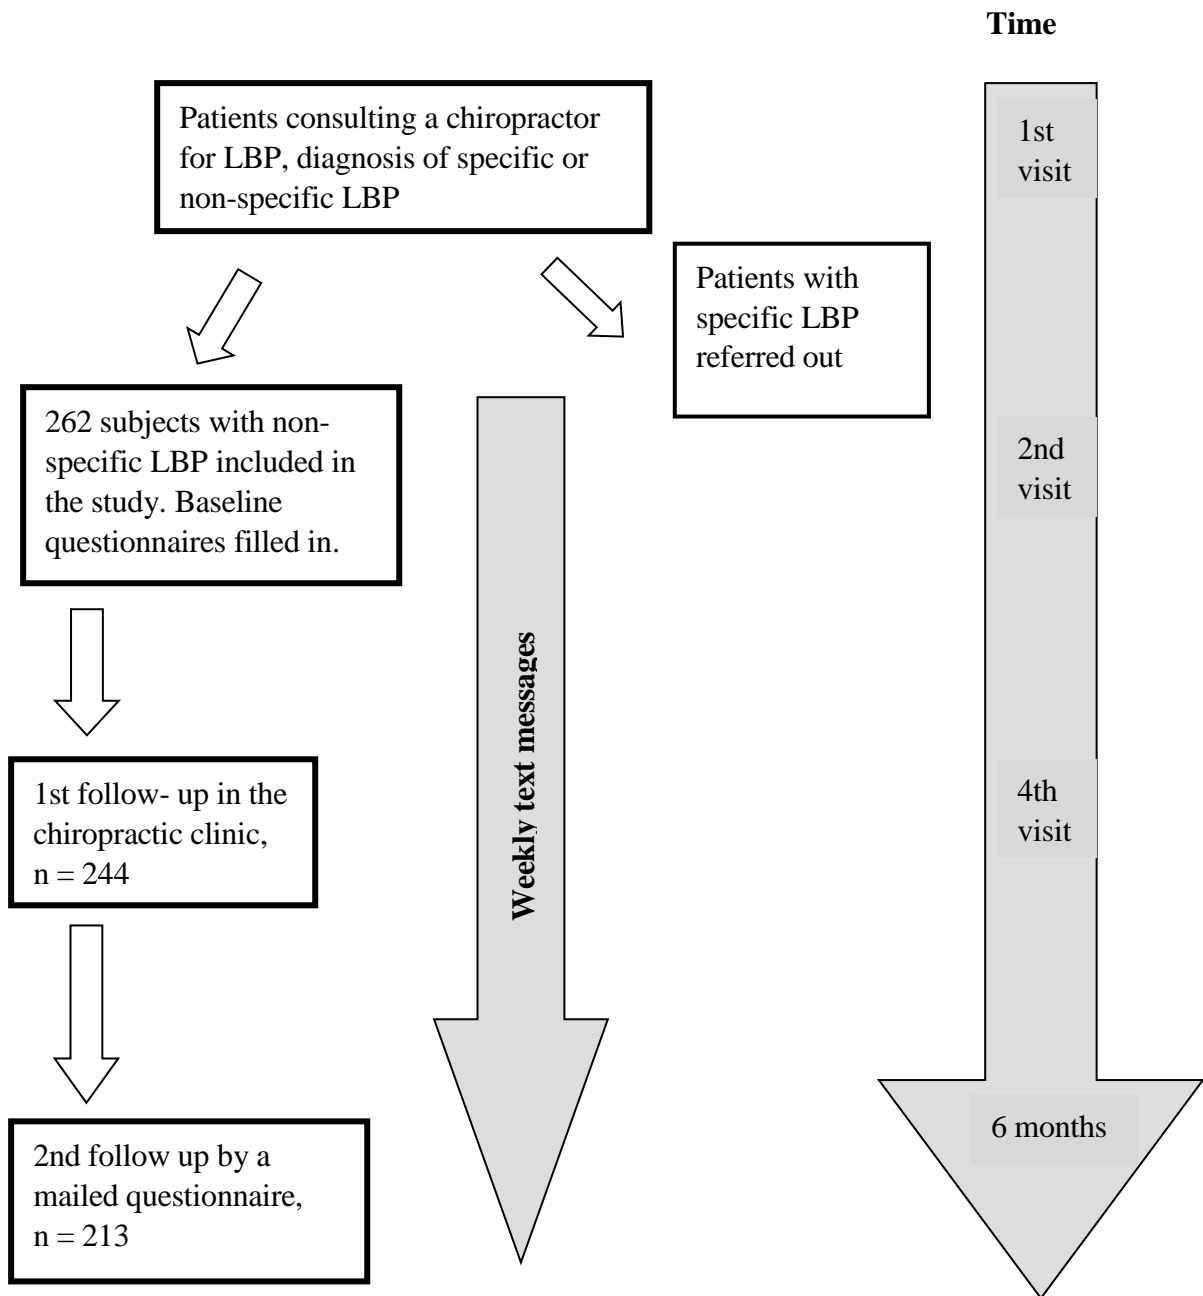 Time
Patients consulting a chiropractor
for LBP, diagnosis of specific or
non-specific LBP
1st
visit
Patients with
specific LBP
referred out
262 subjects with non-
specific LBP included in
the study. Baseline
questionnaires filled in.
2nd
visit
Weekly text messages
1st follow- up in the
chiropractic clinic,
n = 244
4th
visit
2nd follow up by a
mailed questionnaire,
n = 213
6 months